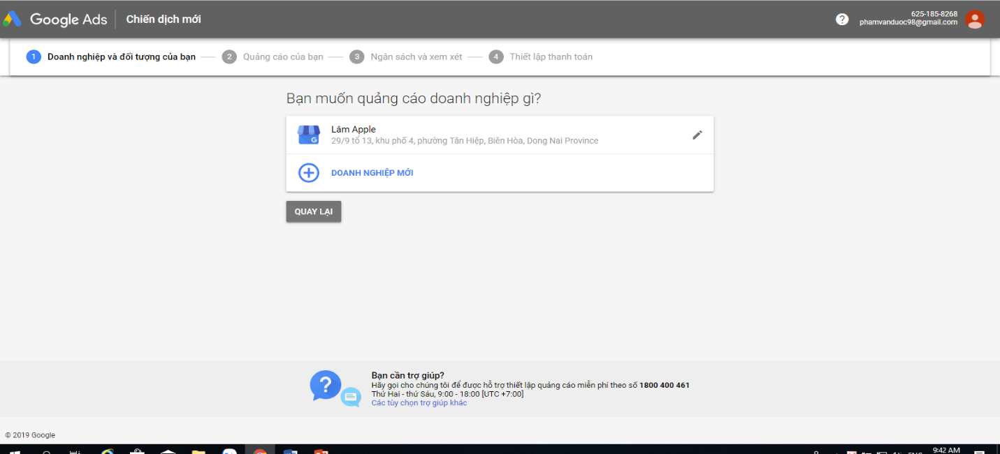 Google Ads Chiến dịch mới
625-185-8268
phamvanduoc98@gmail.com
1 Doanh nghiệp và đối tượng của bạn 2 Quảng cáo của bạn 3 Ngân sách và xem xét 4 Thiết lập thanh toán
Bạn muốn quảng cáo doanh nghiệp gì?
Lâm Apple
29/9 tổ 13, khu phố 4, phường Tân Hiệp, Biên Hòa, Dong Nai Province
DOANH NGHIỆP MỚI
QUAY LẠI
Bạn cần trợ giúp?
Hãy gọi cho chúng tôi để được hỗ trợ thiết lập quảng cáo miễn phí theo số 1800 400 461
Thứ Hai - thứ Sáu, 9:00 - 18:00 [UTC +7:00]
Các tùy chọn trợ giúp khác
© 2019 Google
9:42 AM